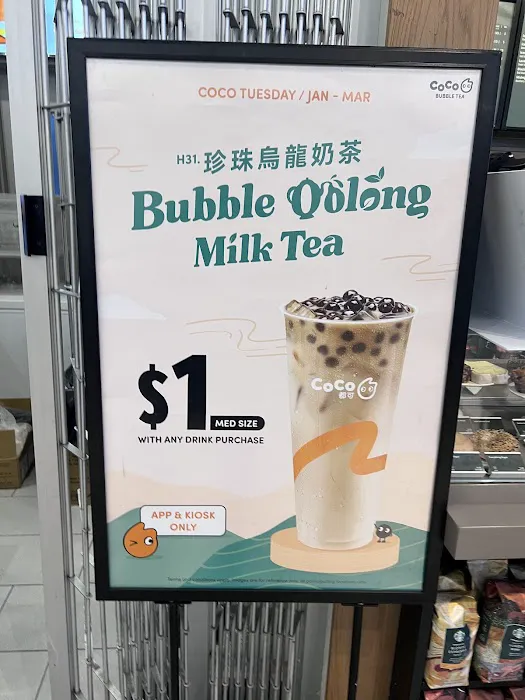 COCO TUESDAY / JAN – MAR
CoCo
BUBBLE TEA
H31. 珍珠烏龍奶茶
Bubble Oolong
Milk Tea
$1 MED SIZE
WITH ANY DRINK PURCHASE
CoCo
都可
APP & KIOSK
ONLY